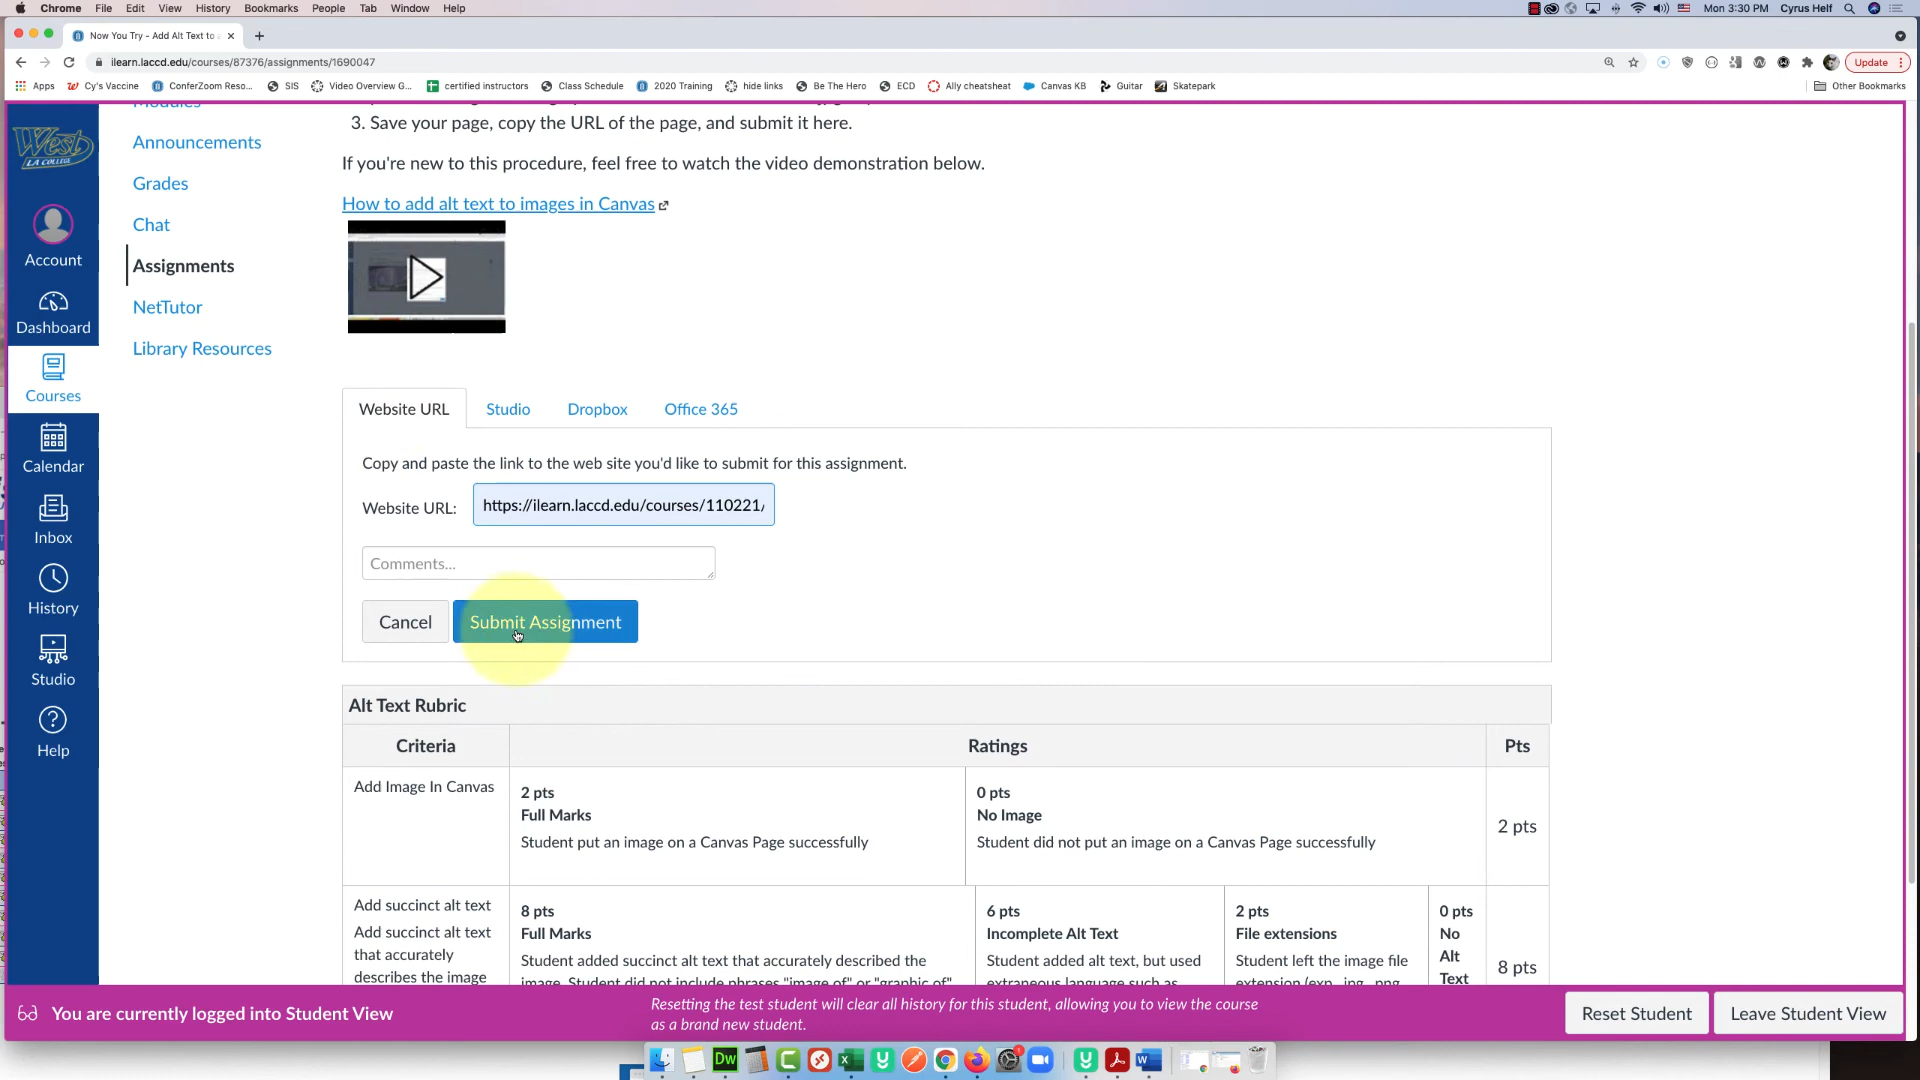 Chrome File Edit View History Bookmarks People Tab Window Help
Mon 3:30 PM Cyrus Helf
Now You Try - Add Alt Text to
ilearn.laccd.edu/courses/87376/assignments/1690047
Update
Apps Cy's Vaccine ConferZoom Reso... SIS Video Overview G... certified instructors Class Schedule 2020 Training hide links Be The Hero ECD Ally cheatsheet Canvas KB Guitar Skatepark Other Bookmarks
West
LA COLLEGE
Account
Dashboard
Courses
Calendar
Inbox
History
Studio
Help
Modules
Announcements
Grades
Chat
Assignments
NetTutor
Library Resources
3. Save your page, copy the URL of the page, and submit it here.
If you're new to this procedure, feel free to watch the video demonstration below.
How to add alt text to images in Canvas
Website URL Studio Dropbox Office 365
Copy and paste the link to the web site you'd like to submit for this assignment.
Website URL: https://ilearn.laccd.edu/courses/110221/
Comments...
Cancel Submit Assignment
Alt Text Rubric
Criteria Ratings Pts
Add Image In Canvas
2 pts
Full Marks
Student put an image on a Canvas Page successfully
0 pts
No Image
Student did not put an image on a Canvas Page successfully
2 pts
Add succinct alt text
Add succinct alt text
that accurately
describes the image
8 pts
Full Marks
Student added succinct alt text that accurately described the
image. Student did not include phrases "image of" or "graphic of"
6 pts
Incomplete Alt Text
Student added alt text, but used
extraneous language such as
2 pts
File extensions
Student left the image file
extension (exp. .jpg, .png,
0 pts
No
Alt
Text
8 pts
You are currently logged into Student View
Resetting the test student will clear all history for this student, allowing you to view the course
as a brand new student.
Reset Student Leave Student View
Dw